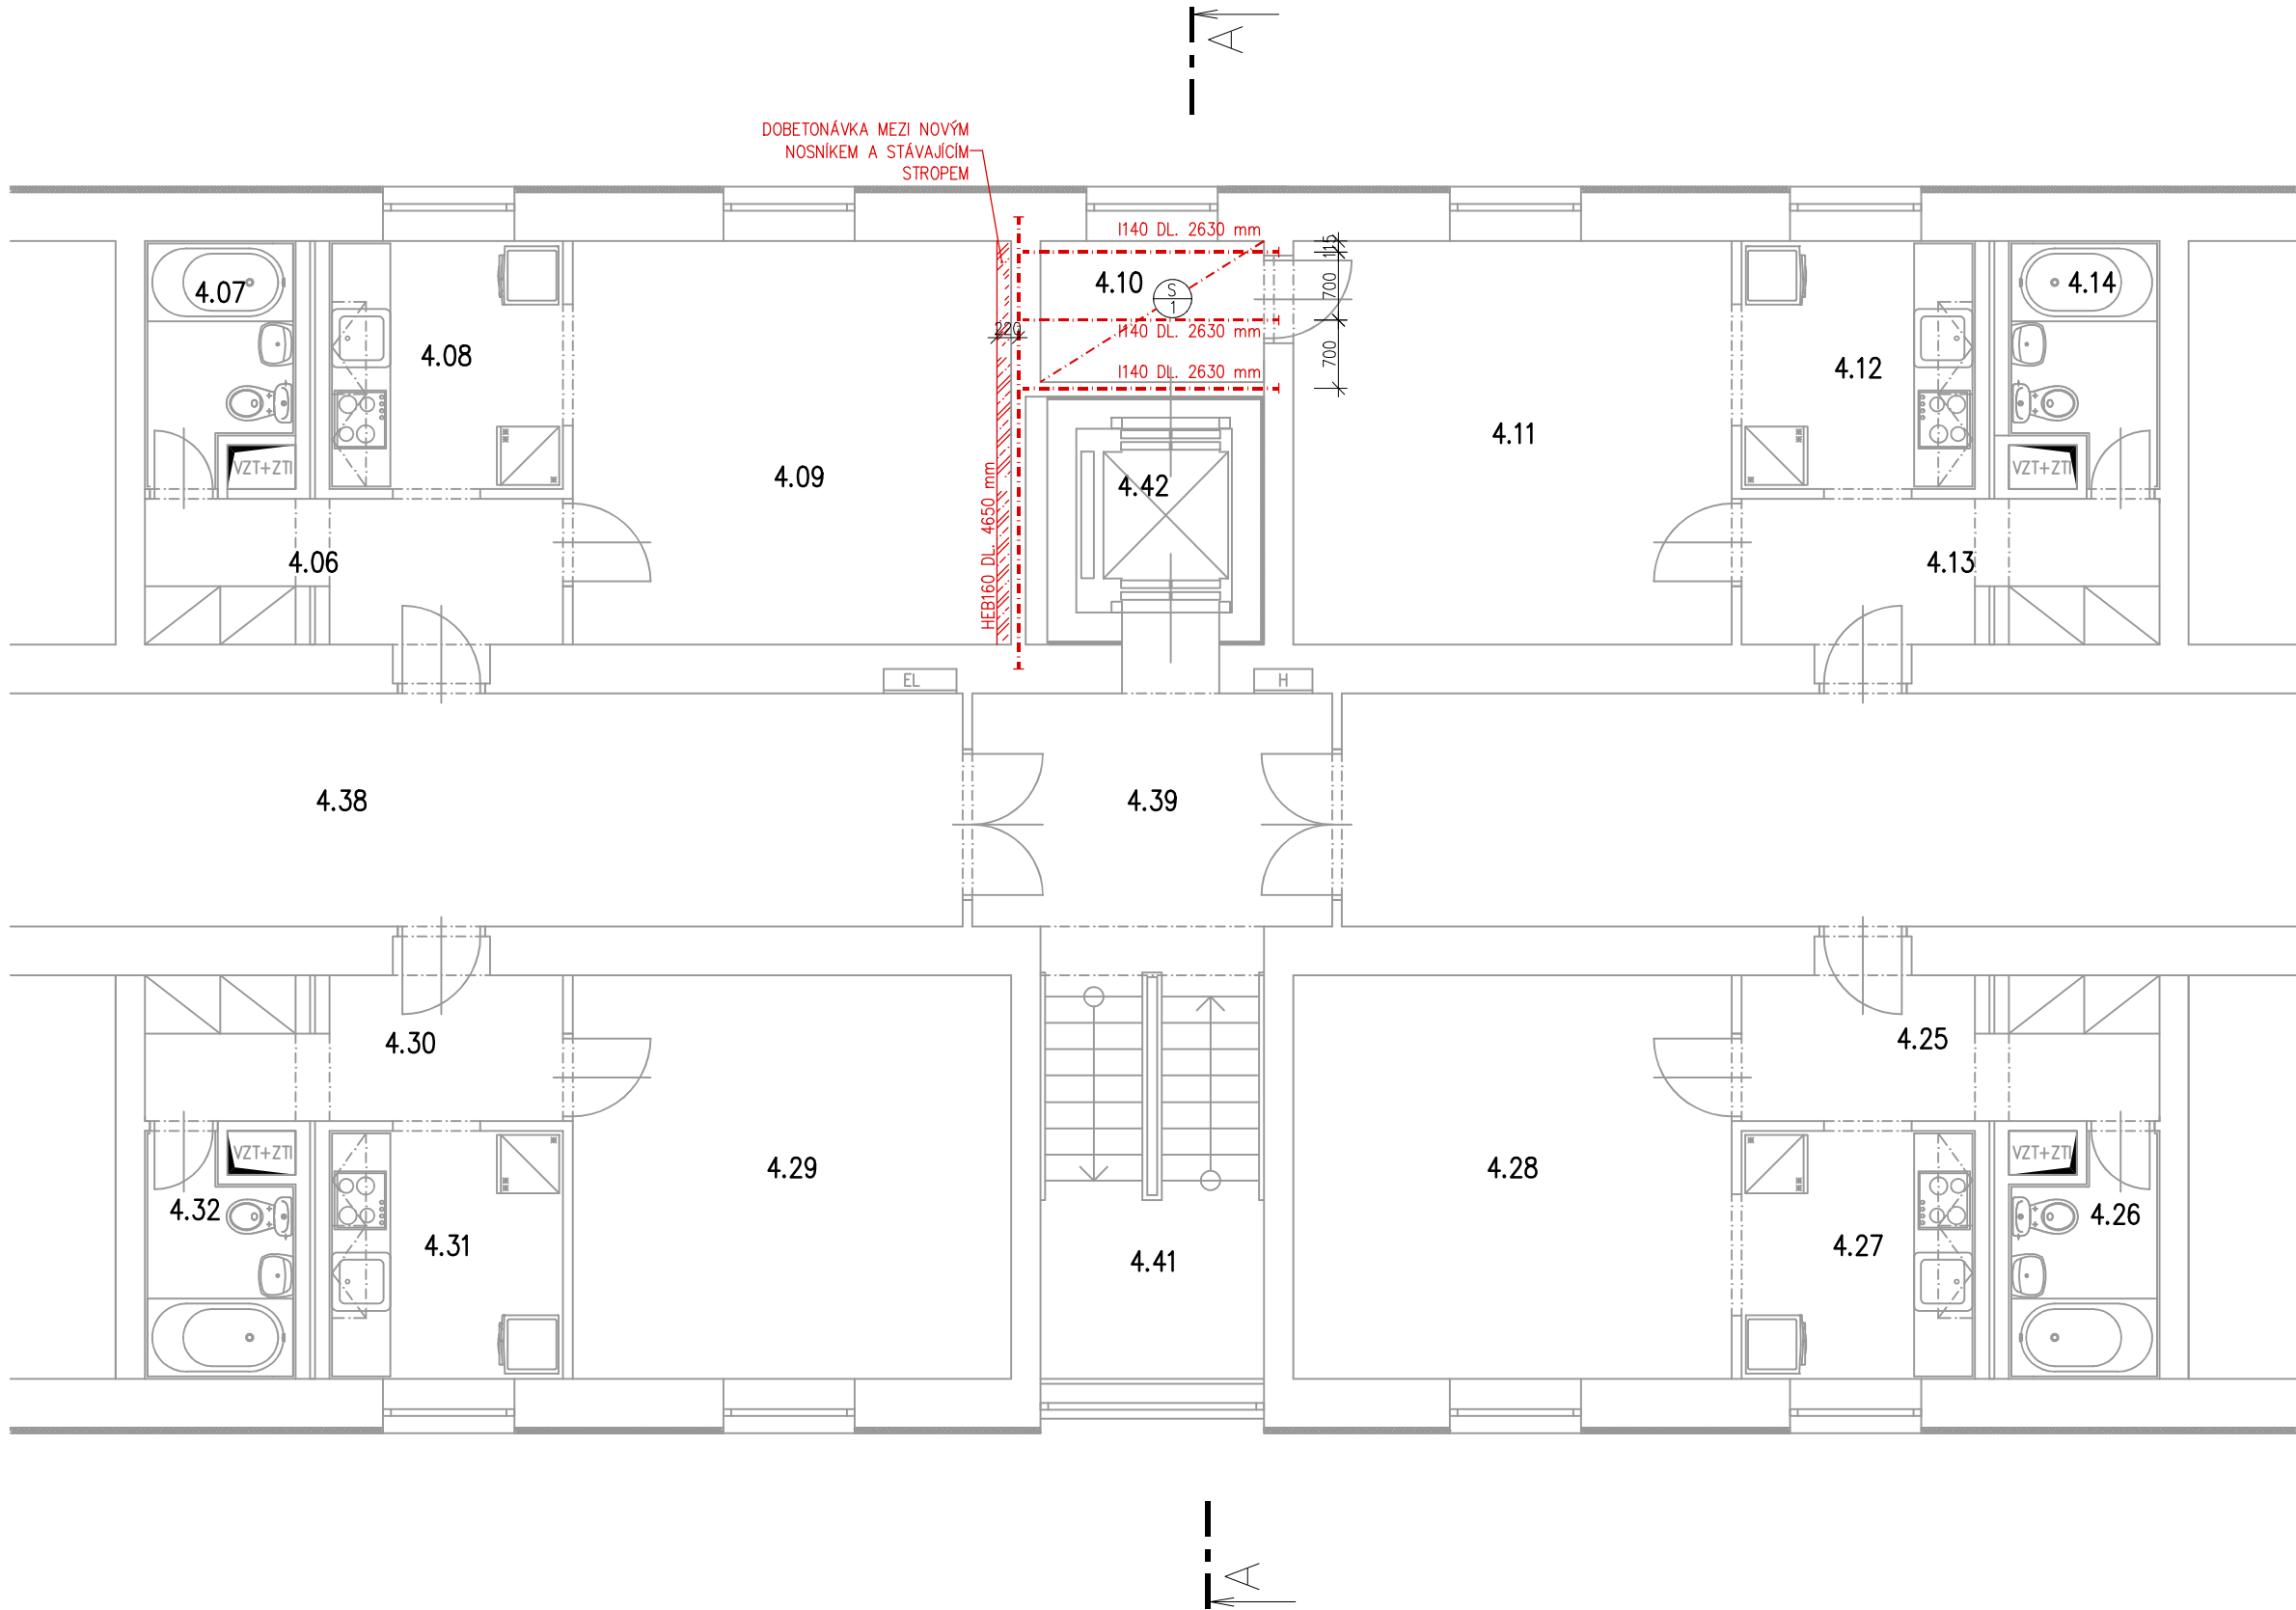 A
DOBETONÁVKA MEZI NOVÝM
NOSNÍKEM A STÁVAJÍCÍM
STROPEM
I140 DL. 2630 mm
115
4.07
4.10
S
1
700
4.14
220
I140 DL. 2630 mm
4.08
700
4.12
I140 DL. 2630 mm
4.11
VZT+ZTI
4.09
4.42
VZT+ZTI
HEB160 DL. 4650 mm
4.06
4.13
EL
H
4.38
4.39
4.30
4.25
VZT+ZTI
4.29
4.28
VZT+ZTI
4.32
4.26
4.31
4.41
4.27
A